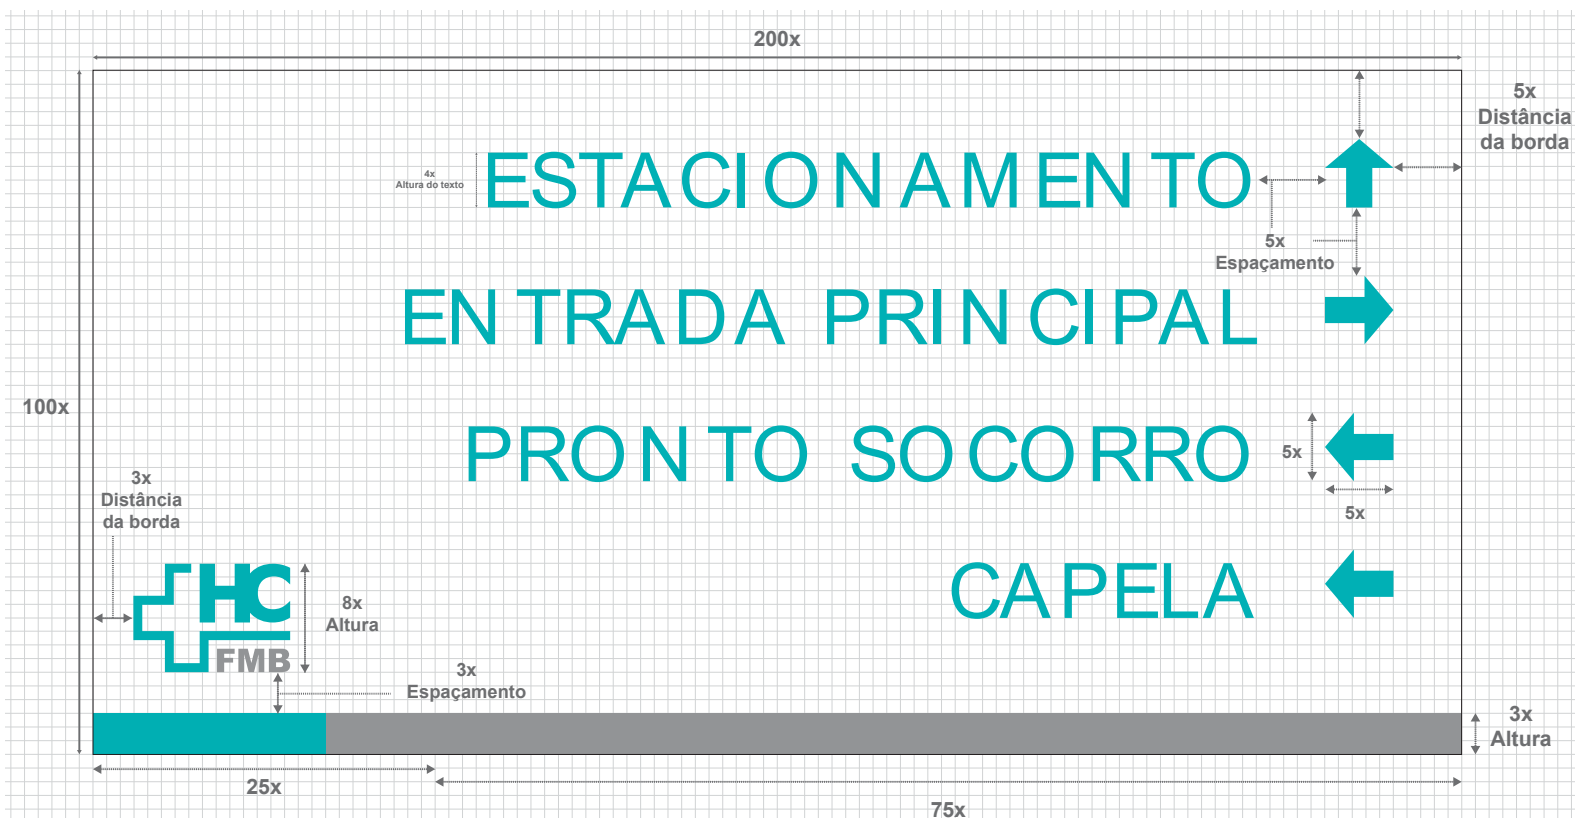 200x
5x
Distância
da borda
4x
Altura do texto
ESTACIONAMENTO
5x
Espaçamento
ENTRADA PRINCIPAL
100x
PRONTO SOCORRO
5x
5x
3x
Distância
da borda
HC
FMB
8x
Altura
CAPELA
3x
Espaçamento
3x
Altura
25x
75x